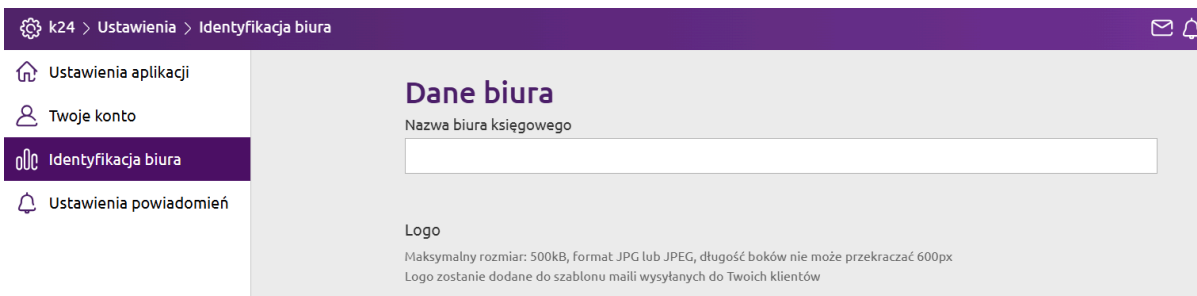 k24 > Ustawienia > Identyfikacja biura
Ustawienia aplikacji
Twoje konto
Identyfikacja biura
Ustawienia powiadomień
Dane biura
Nazwa biura księgowego
Logo
Maksymalny rozmiar: 500kB, format JPG lub JPEG, długość boków nie może przekraczać 600px
Logo zostanie dodane do szablonu maili wysyłanych do Twoich klientów